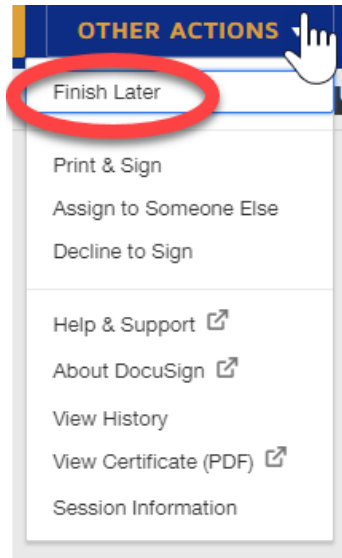 OTHER ACTIONS
Finish Later
Print & Sign
Assign to Someone Else
Decline to Sign
Help & Support
About DocuSign
View History
View Certificate (PDF)
Session Information